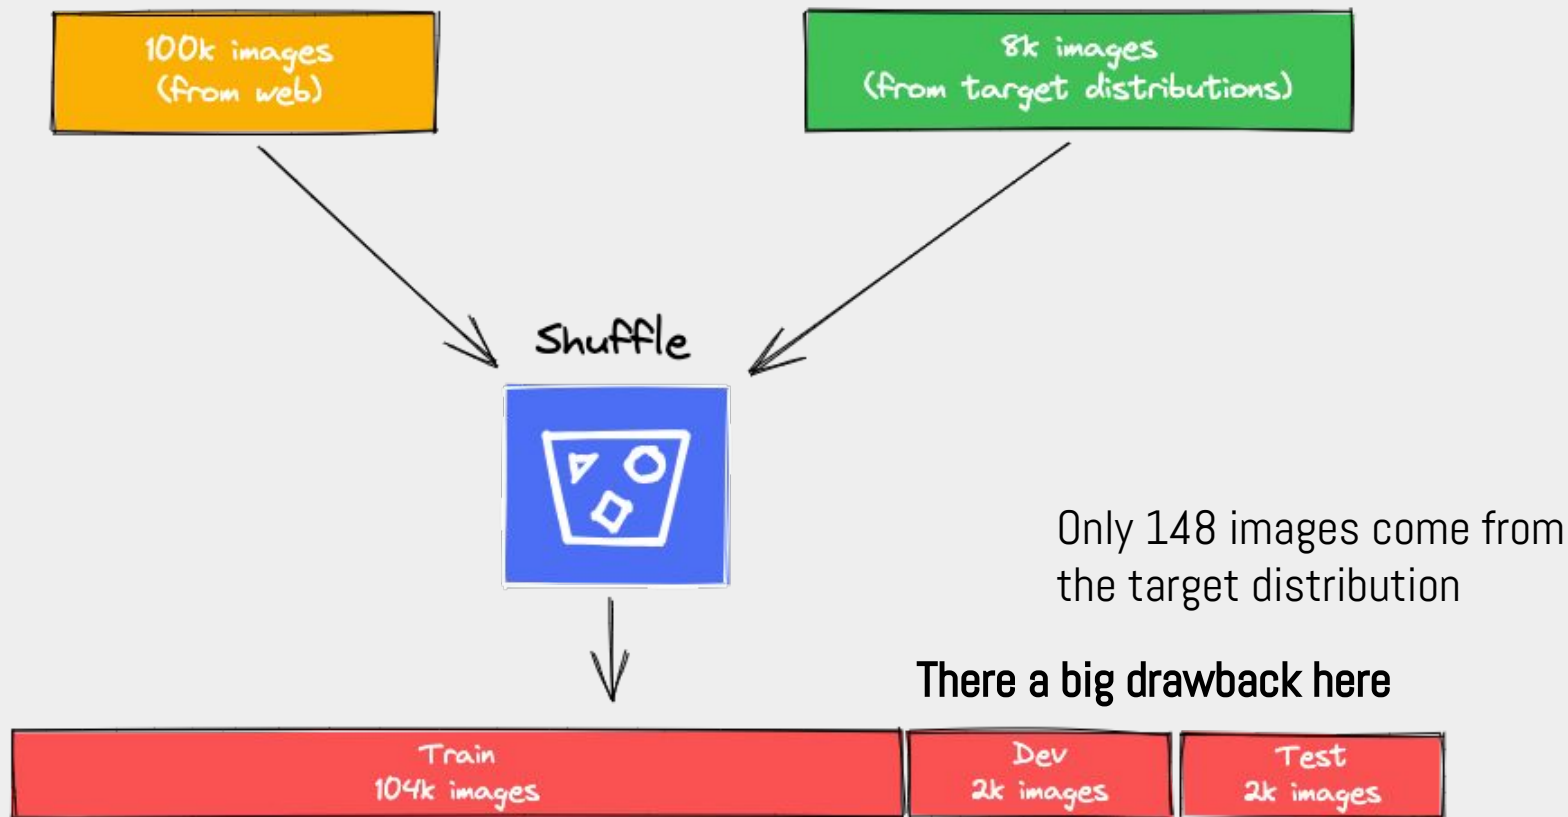 100k images
(from web)
8k images
(from target distributions)
Shuffle
Only 148 images come from
the target distribution
There a big drawback here
Train
104k images
Dev
2k images
Test
2k images